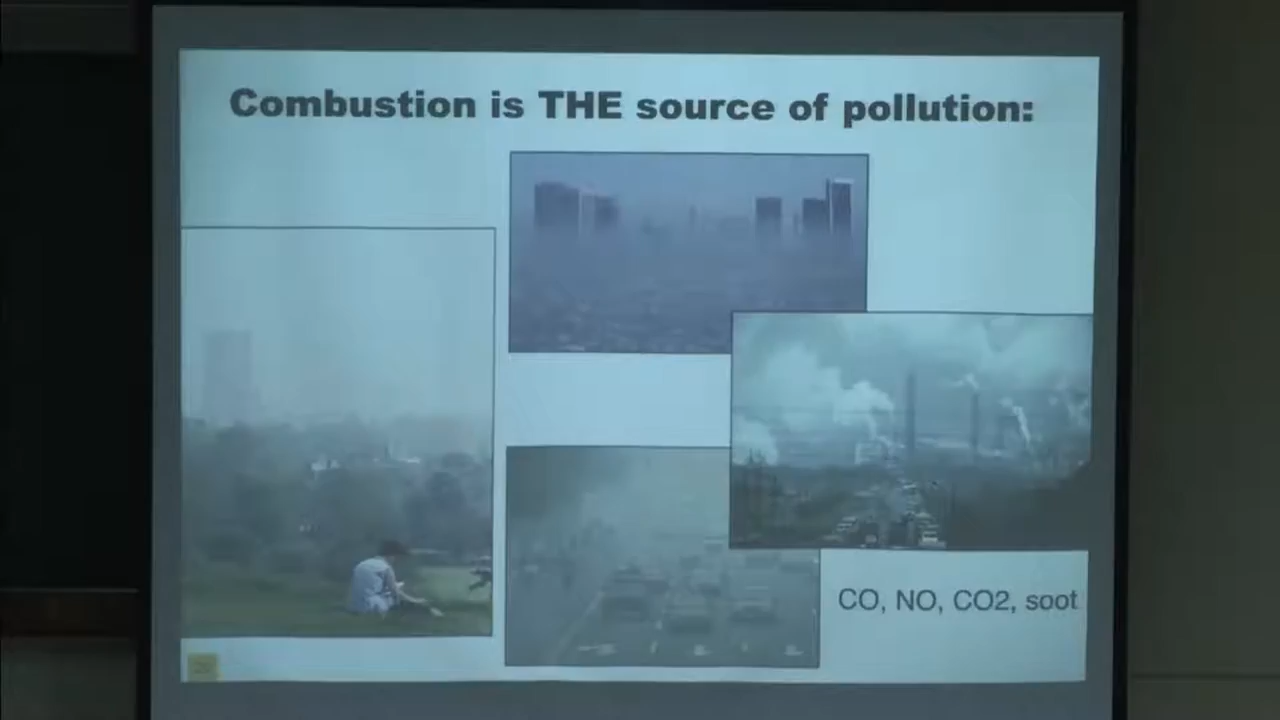 Combustion is THE source of pollution:
CO, NO, CO2, soot